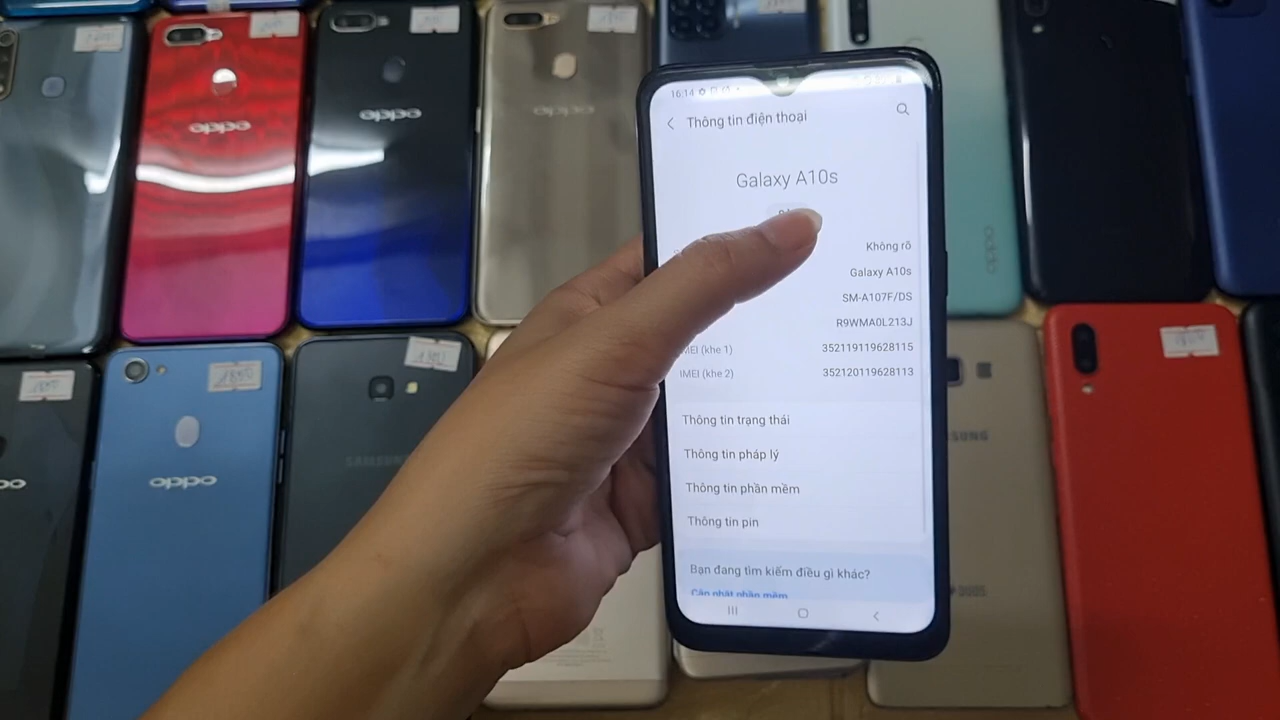 oppo
oppo
oppo
16:14
Thông tin điện thoại
Galaxy A10s
Không rõ
Galaxy A10s
SM-A107F/DS
R9WMA0L213J
IMEI (khe 1) 352119119628115
IMEI (khe 2) 352120119628113
Thông tin trạng thái
Thông tin pháp lý
Thông tin phần mềm
Thông tin pin
Bạn đang tìm kiếm điều gì khác?
Cập nhật phần mềm
oppo
1850
oppo
1850
SAMSUNG